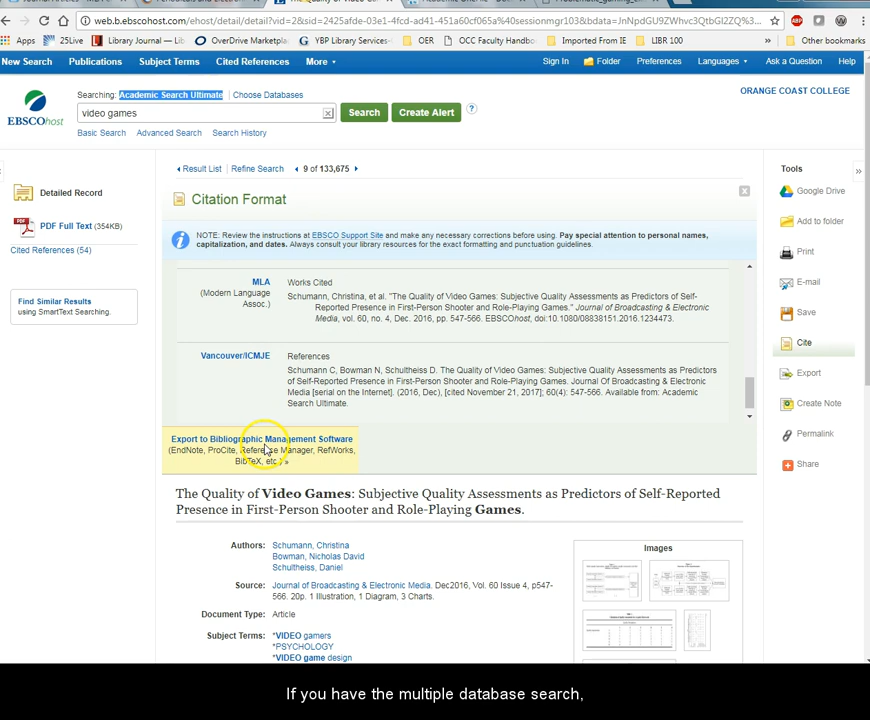 web.b.ebscohost.com/ehost/detail/detail?vid=2&sid=2425afde-03e1-4fcd-ad41-451a60cf065a%40sessionmgr103&bdata=JnNpdGU9ZWhvc3QtbGl2ZQ%
Apps 25Live Library Journal — Lib OverDrive Marketpla YBP Library Services- OER OCC Faculty Handbo Imported From IE LIBR 100 » Other bookmarks
New Search Publications Subject Terms Cited References More Sign In Folder Preferences Languages Ask a Question Help
Searching: Academic Search Ultimate Choose Databases
ORANGE COAST COLLEGE
EBSCOhost
video games Search Create Alert ?
Basic Search Advanced Search Search History
Result List Refine Search 9 of 133,675
Tools »
Detailed Record
PDF Full Text (354KB)
Cited References (54)
Find Similar Results
using SmartText Searching.
Citation Format
NOTE: Review the instructions at EBSCO Support Site and make any necessary corrections before using. Pay special attention to personal names,
capitalization, and dates. Always consult your library resources for the exact formatting and punctuation guidelines.
MLA
(Modern Language
Assoc.)
Works Cited
Schumann, Christina, et al. "The Quality of Video Games: Subjective Quality Assessments as Predictors of Self-
Reported Presence in First-Person Shooter and Role-Playing Games." Journal of Broadcasting & Electronic
Media, vol. 60, no. 4, Dec. 2016, pp. 547-566. EBSCOhost, doi:10.1080/08838151.2016.1234473.
Vancouver/ICMJE
References
Schumann C, Bowman N, Schultheiss D. The Quality of Video Games: Subjective Quality Assessments as Predictors
of Self-Reported Presence in First-Person Shooter and Role-Playing Games. Journal Of Broadcasting & Electronic
Media [serial on the Internet]. (2016, Dec), [cited November 21, 2017]; 60(4): 547-566. Available from: Academic
Search Ultimate.
Export to Bibliographic Management Software
(EndNote, ProCite, Reference Manager, RefWorks,
BibTeX, etc.) »
Google Drive
Add to folder
Print
E-mail
Save
Cite
Export
Create Note
Permalink
Share
The Quality of Video Games: Subjective Quality Assessments as Predictors of Self-Reported
Presence in First-Person Shooter and Role-Playing Games.
Authors: Schumann, Christina
Bowman, Nicholas David
Schultheiss, Daniel
Source: Journal of Broadcasting & Electronic Media. Dec2016, Vol. 60 Issue 4, p547-
566. 20p. 1 Illustration, 1 Diagram, 3 Charts.
Document Type: Article
Subject Terms: *VIDEO gamers
*PSYCHOLOGY
*VIDEO game design
Images
If you have the multiple database search,